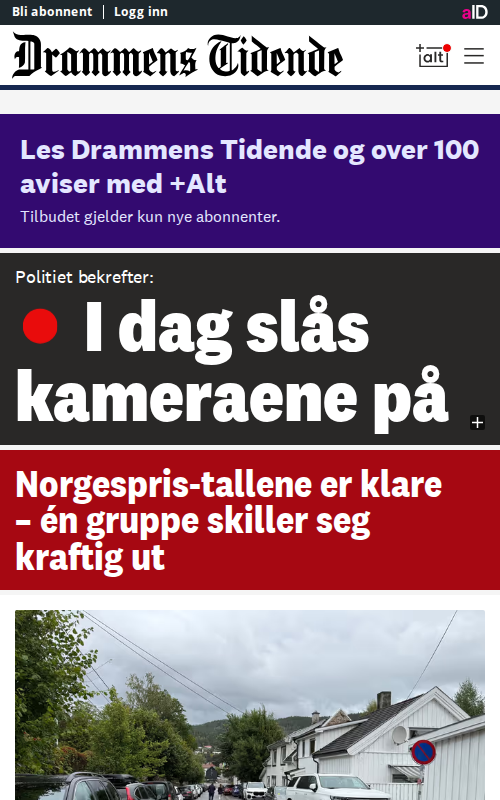 Bli abonnent | Logg inn
aID
Drammens Tidende
+alt
Les Drammens Tidende og over 100
aviser med +Alt
Tilbudet gjelder kun nye abonnenter.
Politiet bekrefter:
I dag slås
kameraene på
+
Norgespris-tallene er klare
– én gruppe skiller seg
kraftig ut